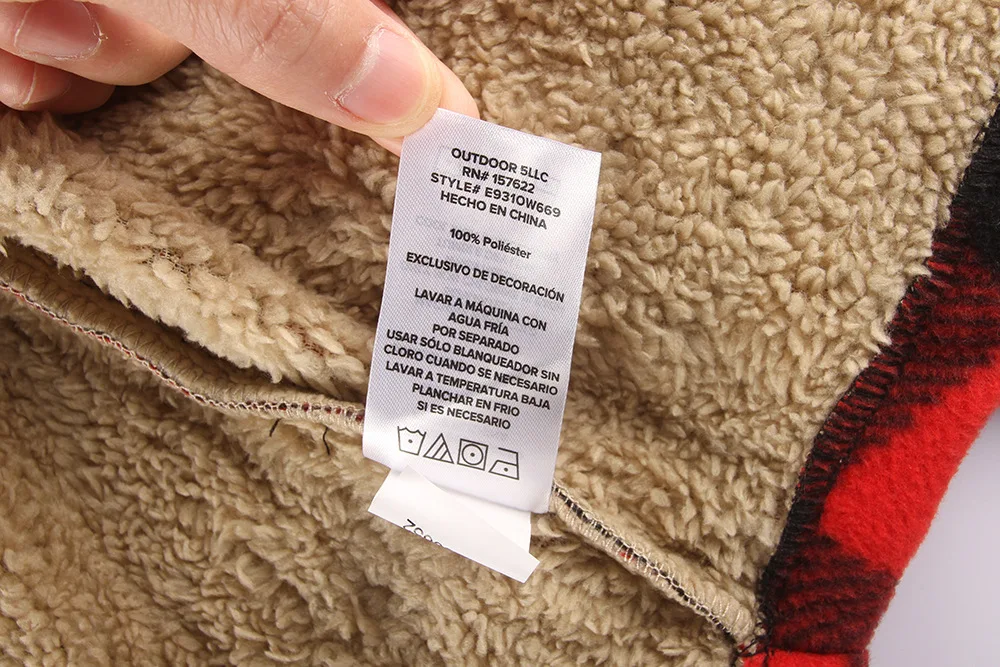 OUTDOOR 5LLC
RN# 157622
STYLE# E931OW669
HECHO EN CHINA
100% Poliéster
EXCLUSIVO DE DECORACIÓN
LAVAR A MÁQUINA CON
AGUA FRÍA
POR SEPARADO
USAR SÓLO BLANQUEADOR SIN
CLORO CUANDO SE NECESARIO
LAVAR A TEMPERATURA BAJA
PLANCHAR EN FRIO
SI ES NECESARIO